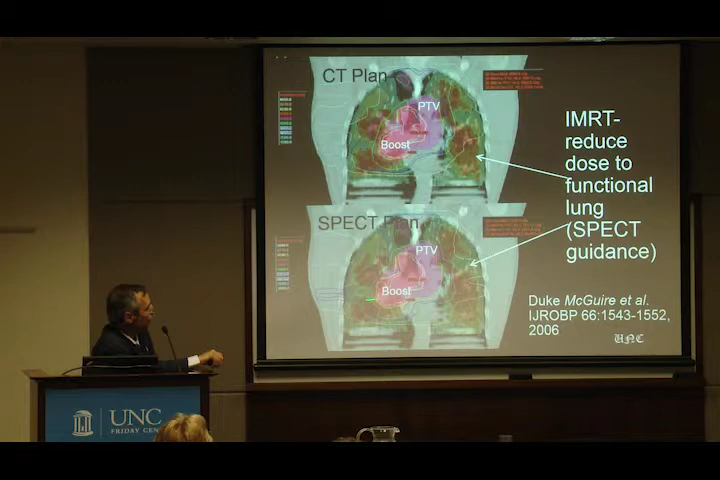 CT Plan
PTV
Boost
SPECT Plan
PTV
Boost
IMRT-
reduce
dose to
functional
lung
(SPECT
guidance)
Duke McGuire et al.
IJROBP 66:1543-1552,
2006
UNC
UNC
FRIDAY CEN